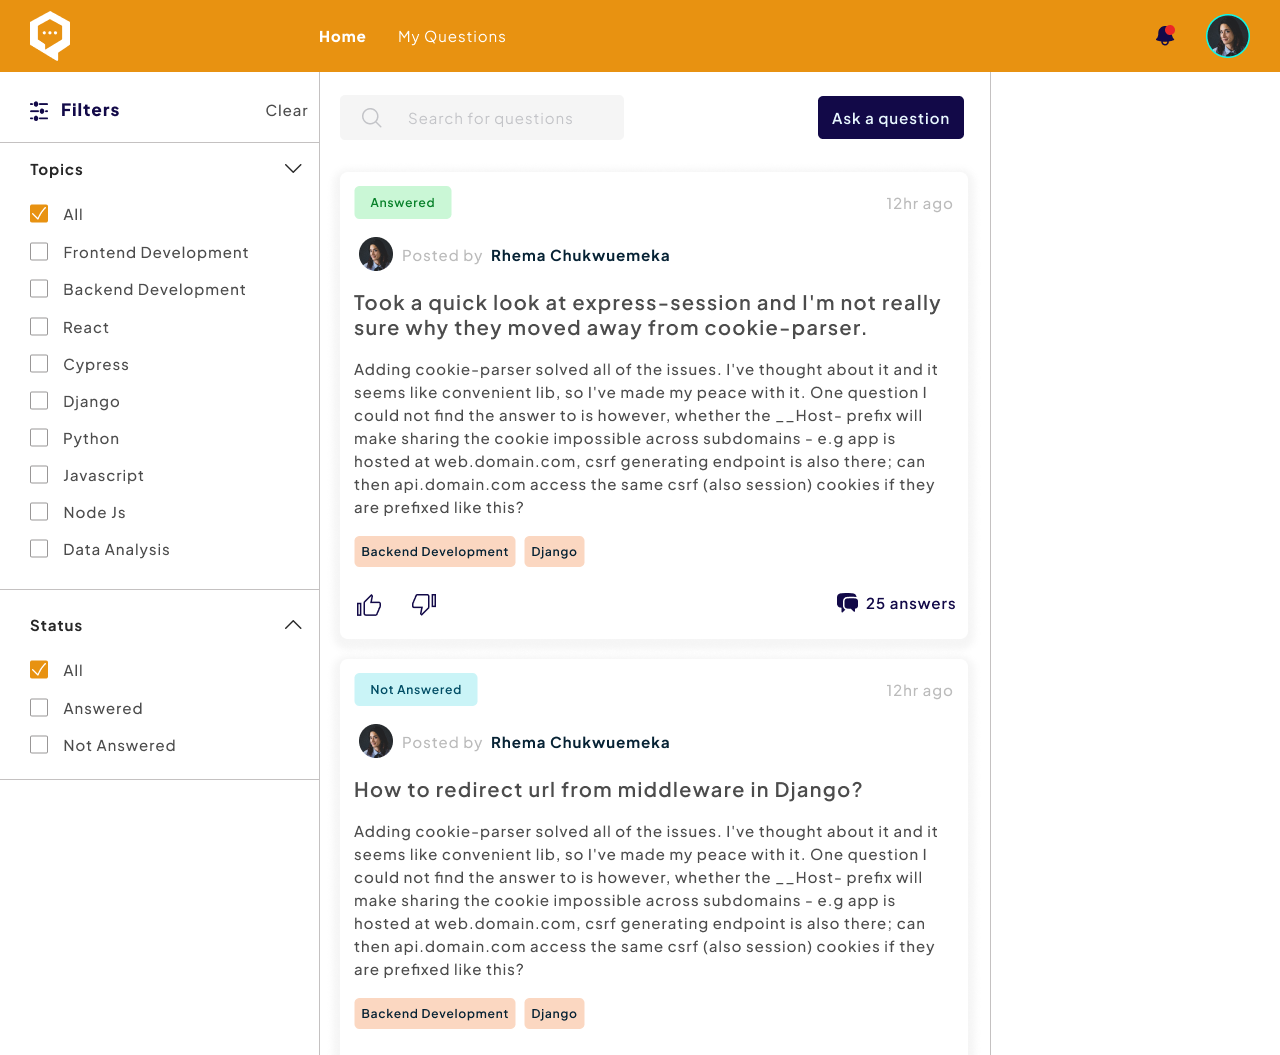 Home
My Questions
Filters
Clear
Topics
All
Frontend Development
Backend Development
React
Cypress
Django
Python
Javascript
Node Js
Data Analysis
Status
All
Answered
Not Answered
Search for questions
Ask a question
Answered
12hr ago
Posted by Rhema Chukwuemeka
Took a quick look at express-session and I'm not really
sure why they moved away from cookie-parser.
Adding cookie-parser solved all of the issues. I've thought about it and it
seems like convenient lib, so I've made my peace with it. One question I
could not find the answer to is however, whether the __Host- prefix will
make sharing the cookie impossible across subdomains - e.g app is
hosted at web.domain.com, csrf generating endpoint is also there; can
then api.domain.com access the same csrf (also session) cookies if they
are prefixed like this?
Backend Development
Django
25 answers
Not Answered
12hr ago
Posted by Rhema Chukwuemeka
How to redirect url from middleware in Django?
Adding cookie-parser solved all of the issues. I've thought about it and it
seems like convenient lib, so I've made my peace with it. One question I
could not find the answer to is however, whether the __Host- prefix will
make sharing the cookie impossible across subdomains - e.g app is
hosted at web.domain.com, csrf generating endpoint is also there; can
then api.domain.com access the same csrf (also session) cookies if they
are prefixed like this?
Backend Development
Django